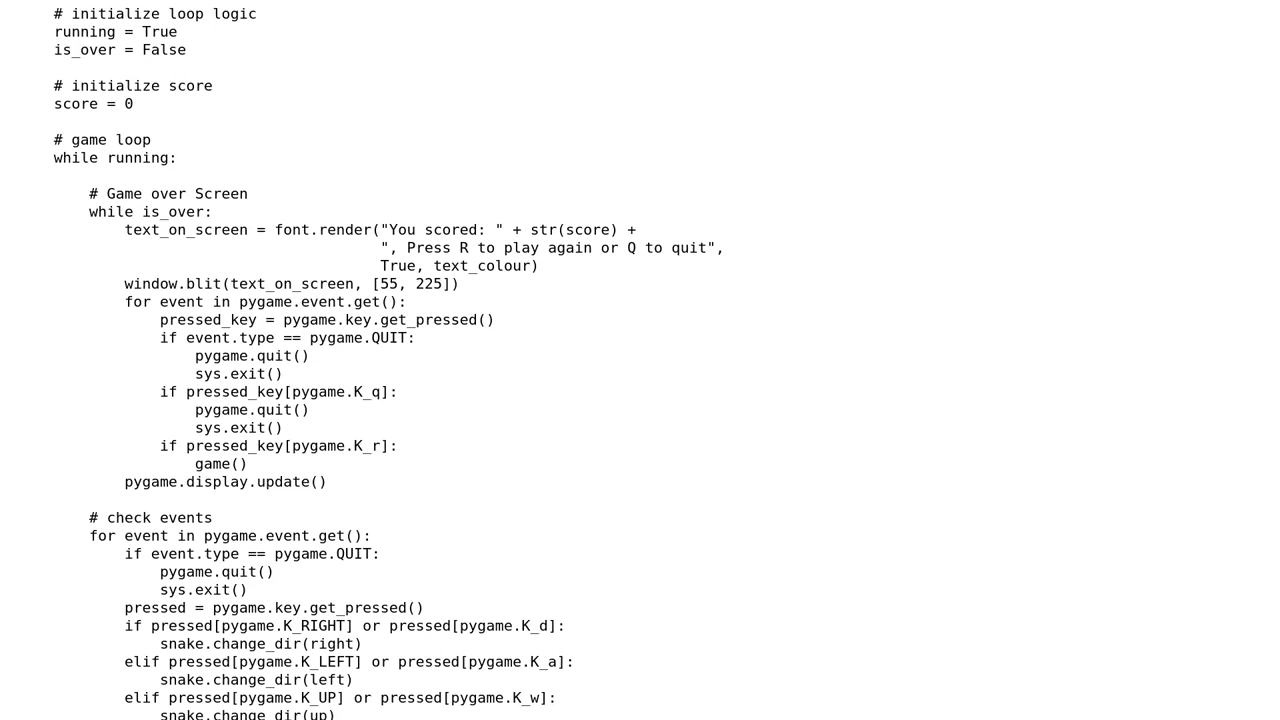 # initialize loop logic
running = True
is_over = False

# initialize score
score = 0

# game loop
while running:

    # Game over Screen
    while is_over:
        text_on_screen = font.render("You scored: " + str(score) +
                                     ", Press R to play again or Q to quit",
                                     True, text_colour)
        window.blit(text_on_screen, [55, 225])
        for event in pygame.event.get():
            pressed_key = pygame.key.get_pressed()
            if event.type == pygame.QUIT:
                pygame.quit()
                sys.exit()
            if pressed_key[pygame.K_q]:
                pygame.quit()
                sys.exit()
            if pressed_key[pygame.K_r]:
                game()
        pygame.display.update()

    # check events
    for event in pygame.event.get():
        if event.type == pygame.QUIT:
            pygame.quit()
            sys.exit()
        pressed = pygame.key.get_pressed()
        if pressed[pygame.K_RIGHT] or pressed[pygame.K_d]:
            snake.change_dir(right)
        elif pressed[pygame.K_LEFT] or pressed[pygame.K_a]:
            snake.change_dir(left)
        elif pressed[pygame.K_UP] or pressed[pygame.K_w]:
            snake.change_dir(up)